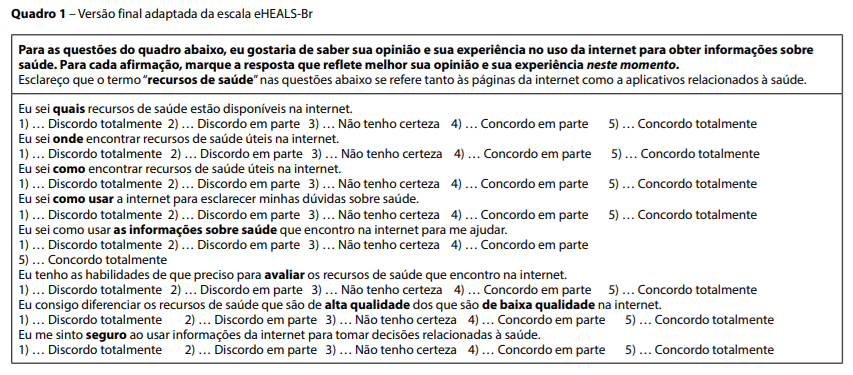 Quadro 1 – Versão final adaptada da escala eHEALS-Br
Para as questões do quadro abaixo, eu gostaria de saber sua opinião e sua experiência no uso da internet para obter informações sobre
saúde. Para cada afirmação, marque a resposta que reflete melhor sua opinião e sua experiência neste momento.
Esclareço que o termo “recursos de saúde” nas questões abaixo se refere tanto às páginas da internet como a aplicativos relacionados à saúde.
Eu sei quais recursos de saúde estão disponíveis na internet.
1) … Discordo totalmente 2) … Discordo em parte 3) … Não tenho certeza 4) … Concordo em parte 5) … Concordo totalmente
Eu sei onde encontrar recursos de saúde úteis na internet.
1) … Discordo totalmente 2) … Discordo em parte 3) … Não tenho certeza 4) … Concordo em parte 5) … Concordo totalmente
Eu sei como encontrar recursos de saúde úteis na internet.
1) … Discordo totalmente 2) … Discordo em parte 3) … Não tenho certeza 4) … Concordo em parte 5) … Concordo totalmente
Eu sei como usar a internet para esclarecer minhas dúvidas sobre saúde.
1) … Discordo totalmente 2) … Discordo em parte 3) … Não tenho certeza 4) … Concordo em parte 5) … Concordo totalmente
Eu sei como usar as informações sobre saúde que encontro na internet para me ajudar.
1) … Discordo totalmente 2) … Discordo em parte 3) … Não tenho certeza 4) … Concordo em parte
5) … Concordo totalmente
Eu tenho as habilidades de que preciso para avaliar os recursos de saúde que encontro na internet.
1) … Discordo totalmente 2) … Discordo em parte 3) … Não tenho certeza 4) … Concordo em parte 5) … Concordo totalmente
Eu consigo diferenciar os recursos de saúde que são de alta qualidade dos que são de baixa qualidade na internet.
1) … Discordo totalmente 2) … Discordo em parte 3) … Não tenho certeza 4) … Concordo em parte 5) … Concordo totalmente
Eu me sinto seguro ao usar informações da internet para tomar decisões relacionadas à saúde.
1) … Discordo totalmente 2) … Discordo em parte 3) … Não tenho certeza 4) … Concordo em parte 5) … Concordo totalmente